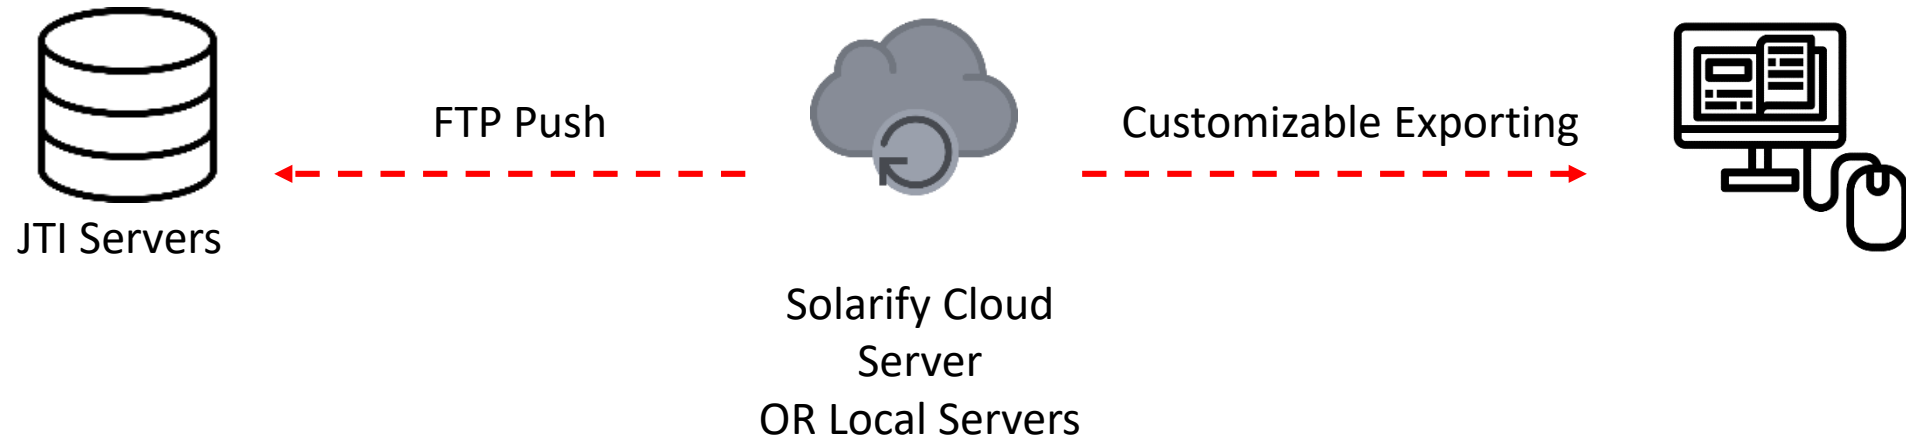 FTP Push
Customizable Exporting
JTI Servers
Solarify Cloud
Server
OR Local Servers